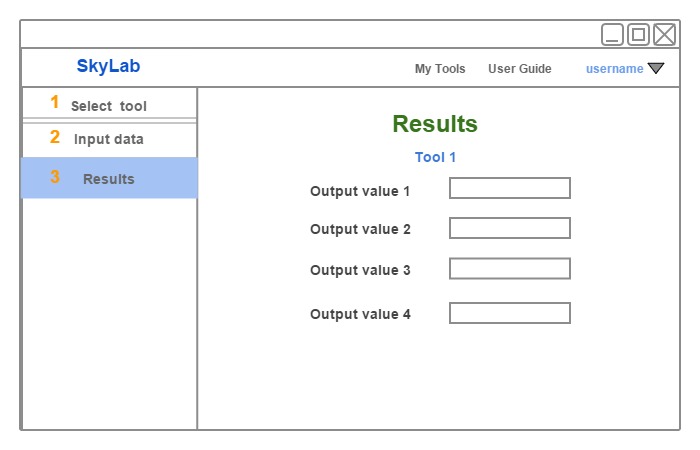 SkyLab
My Tools User Guide username
1 Select tool
2 Input data
3 Results
Results
Tool 1
Output value 1
Output value 2
Output value 3
Output value 4